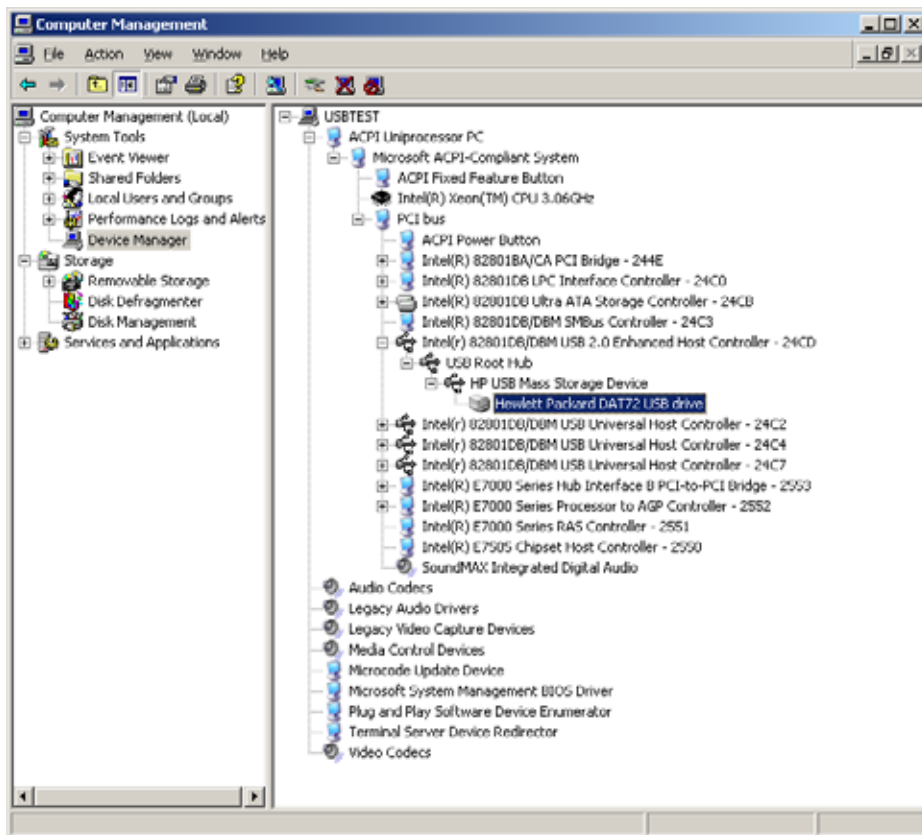 Computer Management
File Action View Window Help
Computer Management (Local)
System Tools
Event Viewer
Shared Folders
Local Users and Groups
Performance Logs and Alerts
Device Manager
Storage
Removable Storage
Disk Defragmenter
Disk Management
Services and Applications
USBTEST
ACPI Uniprocessor PC
Microsoft ACPI-Compliant System
ACPI Fixed Feature Button
Intel(R) Xeon(TM) CPU 3.06GHz
PCI bus
ACPI Power Button
Intel(R) 82801BA/CA PCI Bridge - 244E
Intel(R) 82801DB LPC Interface Controller - 24C0
Intel(R) 82801DB Ultra ATA Storage Controller - 24CB
Intel(R) 82801DB/DBM SMBus Controller - 24C3
Intel(r) 82801DB/DBM USB 2.0 Enhanced Host Controller - 24CD
USB Root Hub
HP USB Mass Storage Device
Hewlett Packard DAT72 USB drive
Intel(r) 82801DB/DBM USB Universal Host Controller - 24C2
Intel(r) 82801DB/DBM USB Universal Host Controller - 24C4
Intel(r) 82801DB/DBM USB Universal Host Controller - 24C7
Intel(R) E7000 Series Hub Interface B PCI-to-PCI Bridge - 2553
Intel(R) E7000 Series Processor to AGP Controller - 2552
Intel(R) E7000 Series RAS Controller - 2551
Intel(R) E7505 Chipset Host Controller - 2550
SoundMAX Integrated Digital Audio
Audio Codecs
Legacy Audio Drivers
Legacy Video Capture Devices
Media Control Devices
Microcode Update Device
Microsoft System Management BIOS Driver
Plug and Play Software Device Enumerator
Terminal Server Device Redirector
Video Codecs